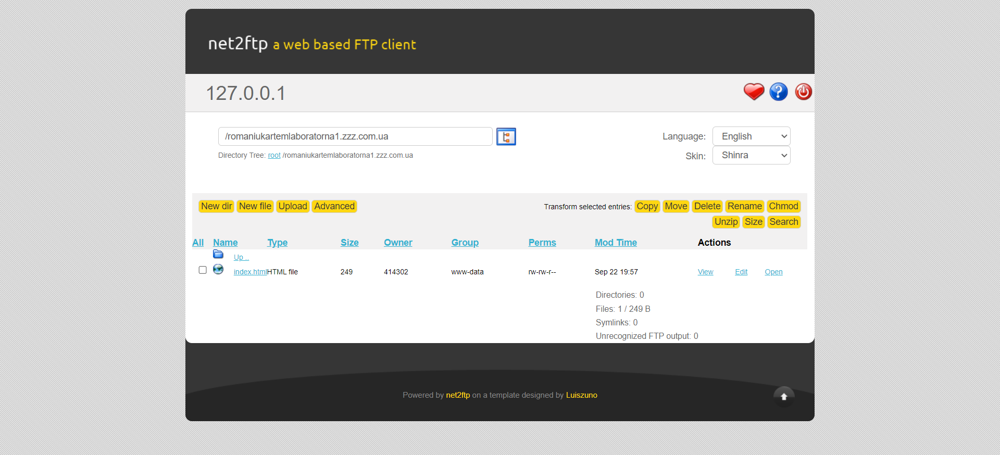 net2ftp a web based FTP client
127.0.0.1
/romaniukartemlaboratorna1.zzz.com.ua
Language: English
Directory Tree: root /romaniukartemlaboratorna1.zzz.com.ua
Skin: Shinra
New dir New file Upload Advanced Transform selected entries: Copy Move Delete Rename Chmod
Unzip Size Search
All Name Type Size Owner Group Perms Mod Time Actions
Up ..
index.html HTML file 249 414302 www-data rw-rw-r-- Sep 22 19:57 View Edit Open
Directories: 0
Files: 1 / 249 B
Symlinks: 0
Unrecognized FTP output: 0
Powered by net2ftp on a template designed by Luiszuno